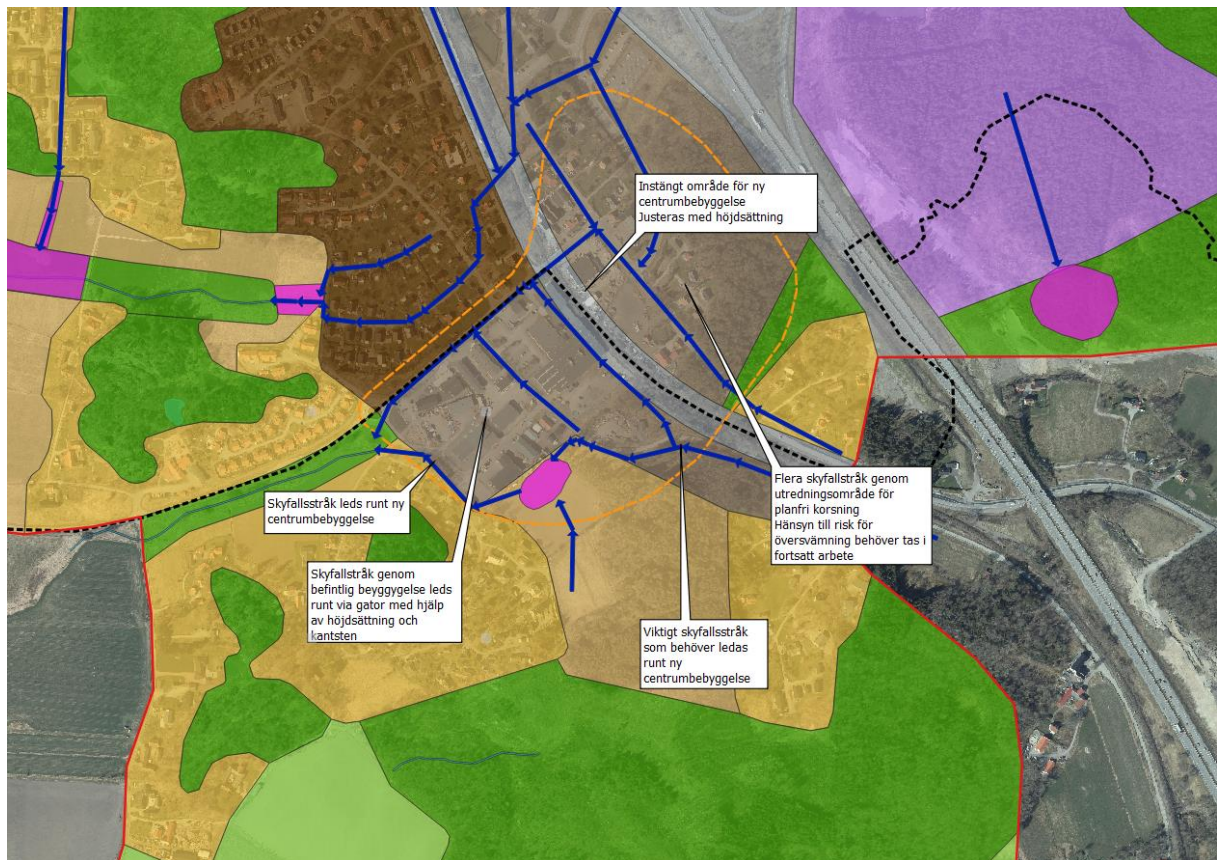 Instängt område för ny
centrumbebyggelse
Justeras med höjdsättning
Flera skyfallstråk genom
utredningsområde för
planfri korsning
Hänsyn till risk för
översvämning behöver tas i
fortsatt arbete
Skyfallsstråk leds runt ny
centrumbebyggelse
Skyfallstråk genom
befintlig beyggygelse leds
runt via gator med hjälp
av höjdsättning och
kantsten
Viktigt skyfallsstråk
som behöver ledas
runt ny
centrumbebyggelse